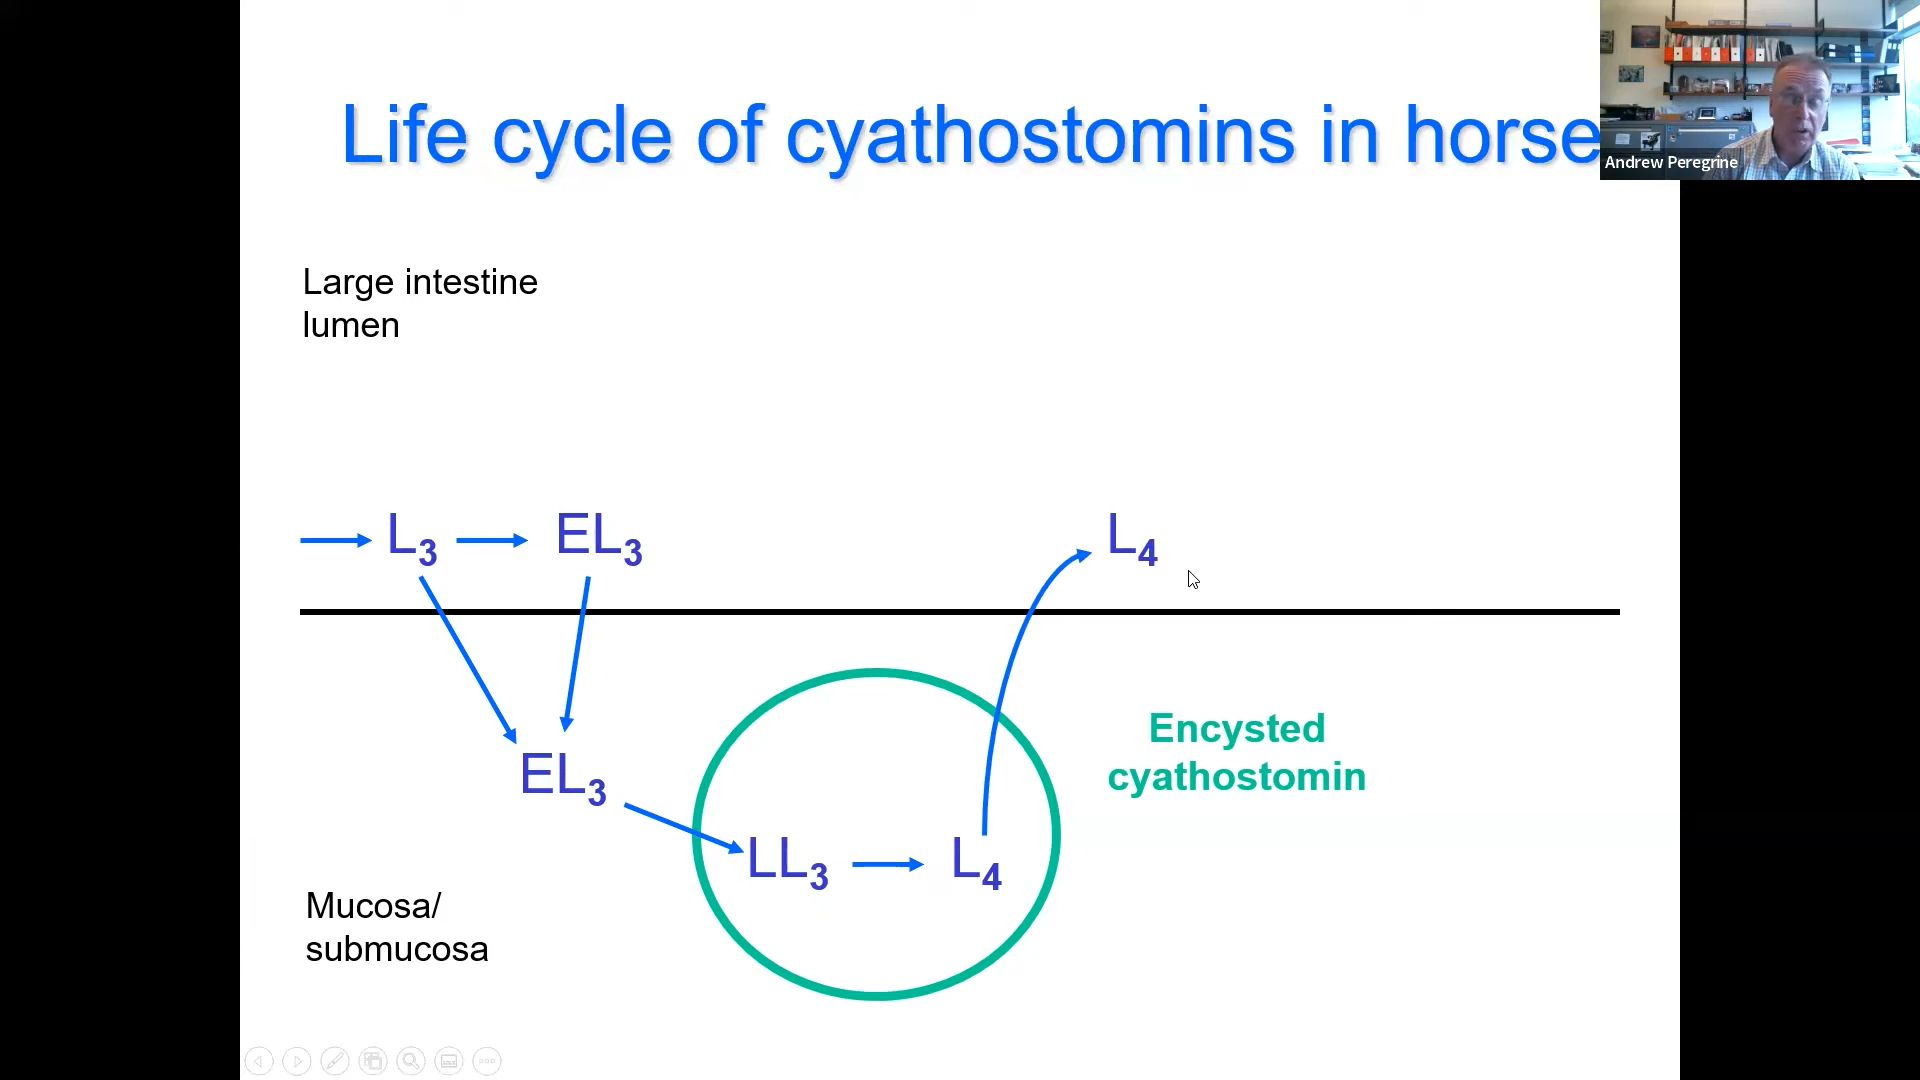 Life cycle of cyathostomins in horse
Andrew Peregrine
Large intestine
lumen
L3 EL3 L4
EL3
Encysted
cyathostomin
LL3 L4
Mucosa/
submucosa